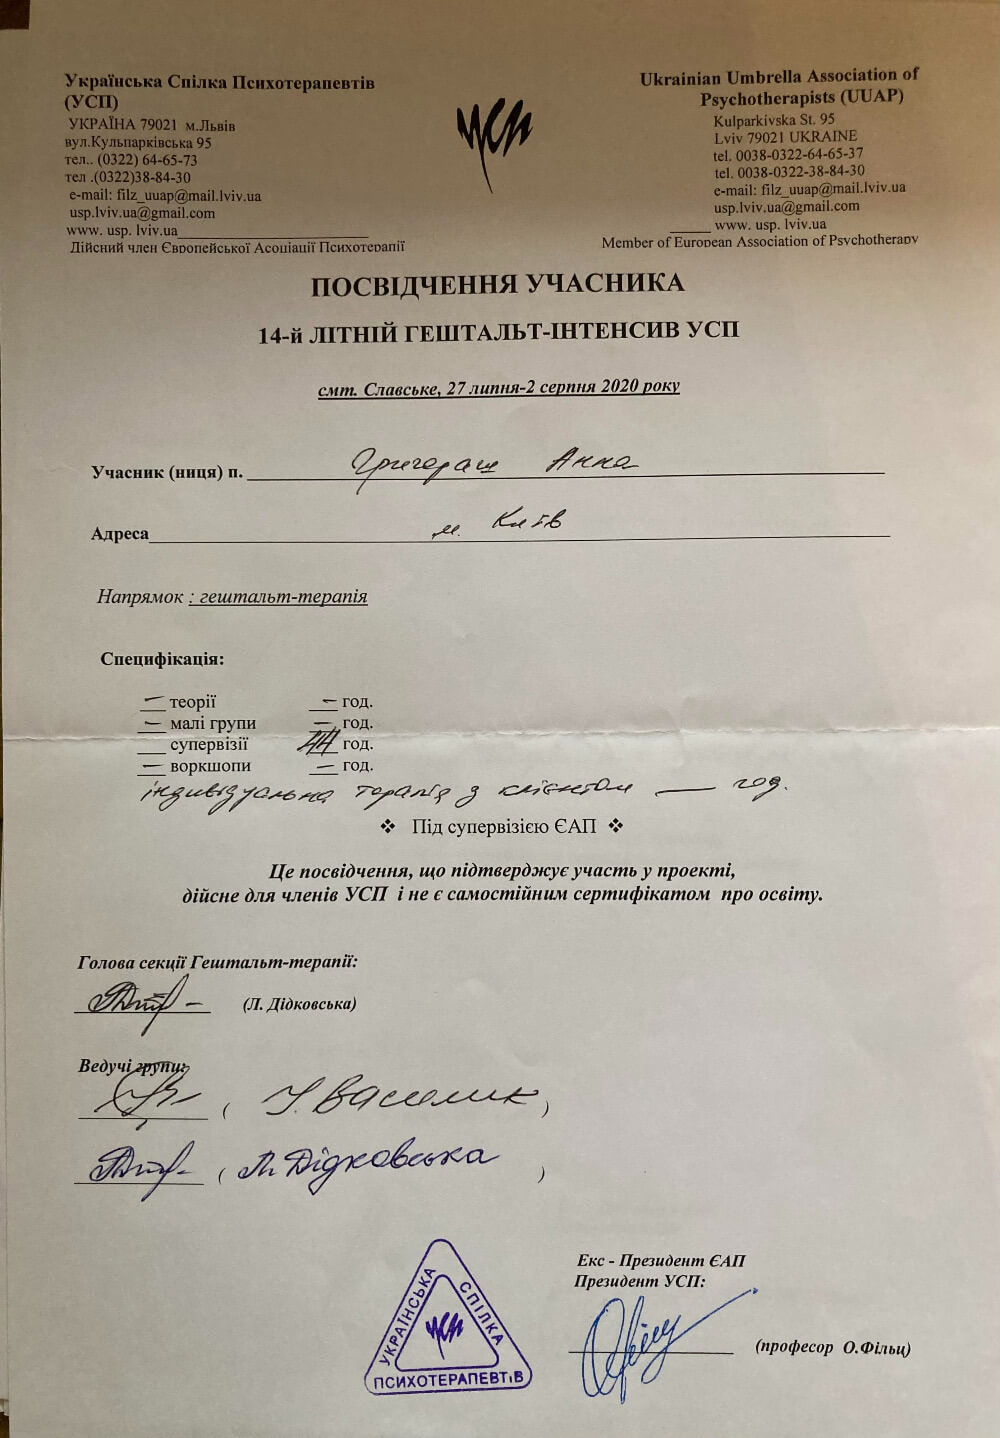 Українська Спілка Психотерапевтів
(УСП)
УКРАЇНА 79021 м.Львів
вул.Кульпарківська 95
тел.. (0322) 64-65-73
тел .(0322)38-84-30
e-mail: filz_uuap@mail.lviv.ua
usp.lviv.ua@gmail.com
www. usp. lviv.ua
Дійсний член Європейської Асоціації Психотерапії
усп
Ukrainian Umbrella Association of
Psychotherapists (UUAP)
Kulparkivska St. 95
Lviv 79021 UKRAINE
tel. 0038-0322-64-65-37
tel. 0038-0322-38-84-30
e-mail: filz_uuap@mail.lviv.ua
usp.lviv.ua@gmail.com
www. usp. lviv.ua
Member of European Association of Psychotherapy
ПОСВІДЧЕННЯ УЧАСНИКА
14-й ЛІТНІЙ ГЕШТАЛЬТ-ІНТЕНСИВ УСП
смт. Славське, 27 липня-2 серпня 2020 року
Учасник (ниця) п. Григораш Анна
Адреса м. Київ
Напрямок : гештальт-терапія
Специфікація:
— теорії — год.
— малі групи — год.
супервізії год.
— воркшопи — год.
індивідуальна терапія з клієнтом — год.
❖ Під супервізією ЄАП ❖
Це посвідчення, що підтверджує участь у проекті,
дійсне для членів УСП і не є самостійним сертифікатом про освіту.
Голова секції Гештальт-терапії:
(Л. Дідковська)
Ведучі групи:
( І. Василик )
( Л. Дідковська )
УКРАЇНСЬКА СПІЛКА ПСИХОТЕРАПЕВТІВ
усп
Екс - Президент ЄАП
Президент УСП:
(професор О.Фільц)